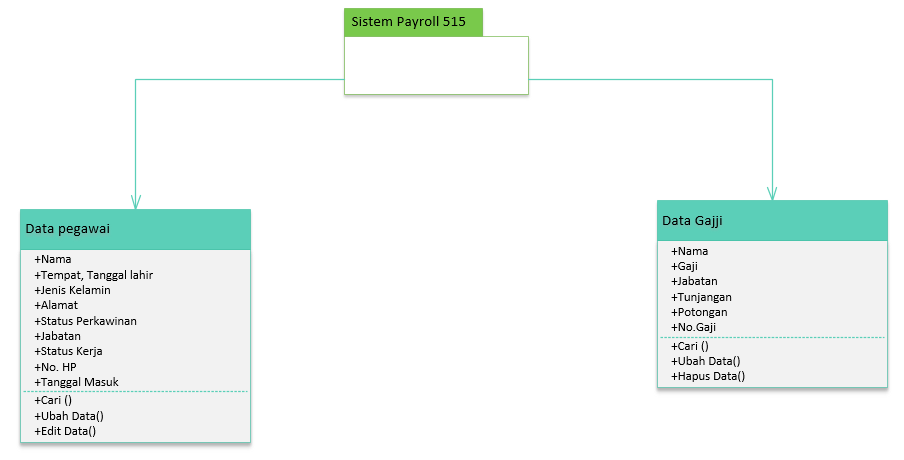 Sistem Payroll 515
Data pegawai
+Nama
+Tempat, Tanggal lahir
+Jenis Kelamin
+Alamat
+Status Perkawinan
+Jabatan
+Status Kerja
+No. HP
+Tanggal Masuk
+Cari ()
+Ubah Data()
+Edit Data()
Data Gajji
+Nama
+Gaji
+Jabatan
+Tunjangan
+Potongan
+No.Gaji
+Cari ()
+Ubah Data()
+Hapus Data()